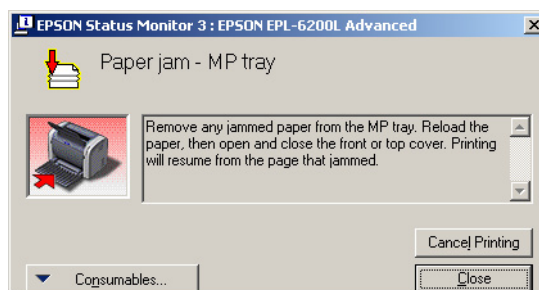 EPSON Status Monitor 3 : EPSON EPL-6200L Advanced
Paper jam - MP tray
Remove any jammed paper from the MP tray. Reload the
paper, then open and close the front or top cover. Printing
will resume from the page that jammed.
Cancel Printing
Consumables...
Close